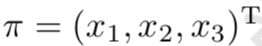 π = (x₁, x₂, x₃)ᵀ